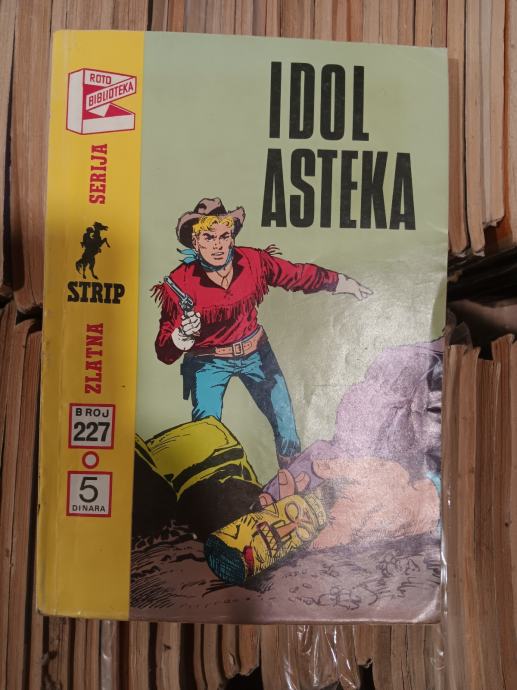 ROTO
BIBLIOTEKA
ZLATNA STRIP SERIJA
BROJ
227
5
DINARA
IDOL
ASTEKA